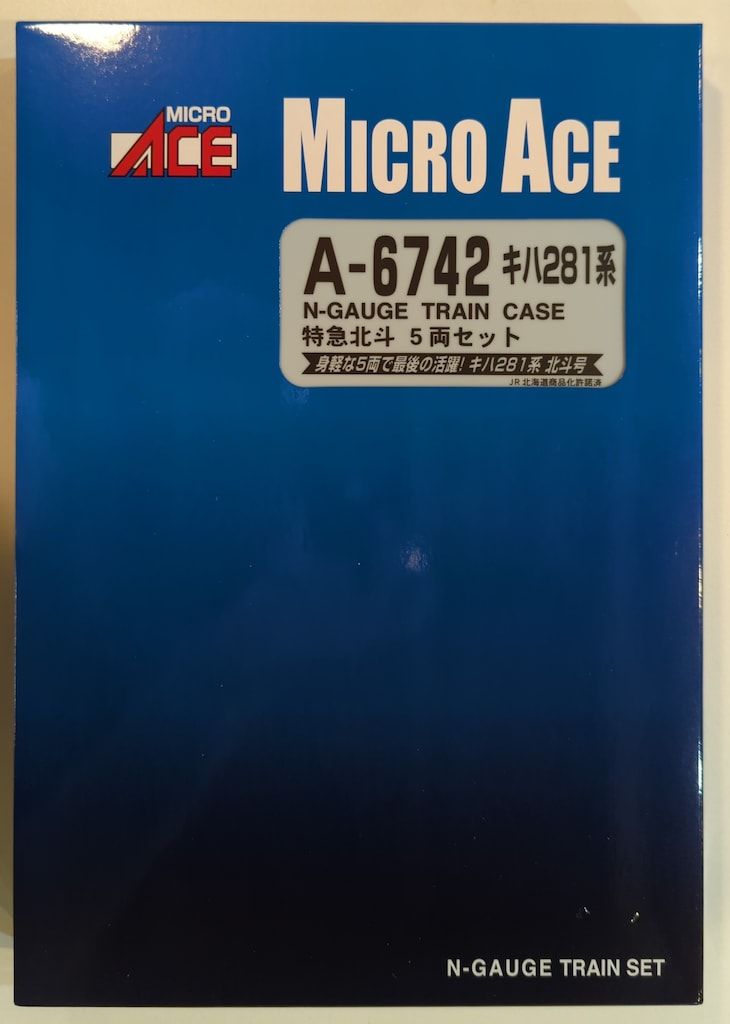 MICRO
ACE
MICRO ACE
A-6742 キハ281系
N-GAUGE TRAIN CASE
特急北斗 5両セット
身軽な5両で最後の活躍! キハ281系 北斗号
JR北海道商品化許諾済
N-GAUGE TRAIN SET